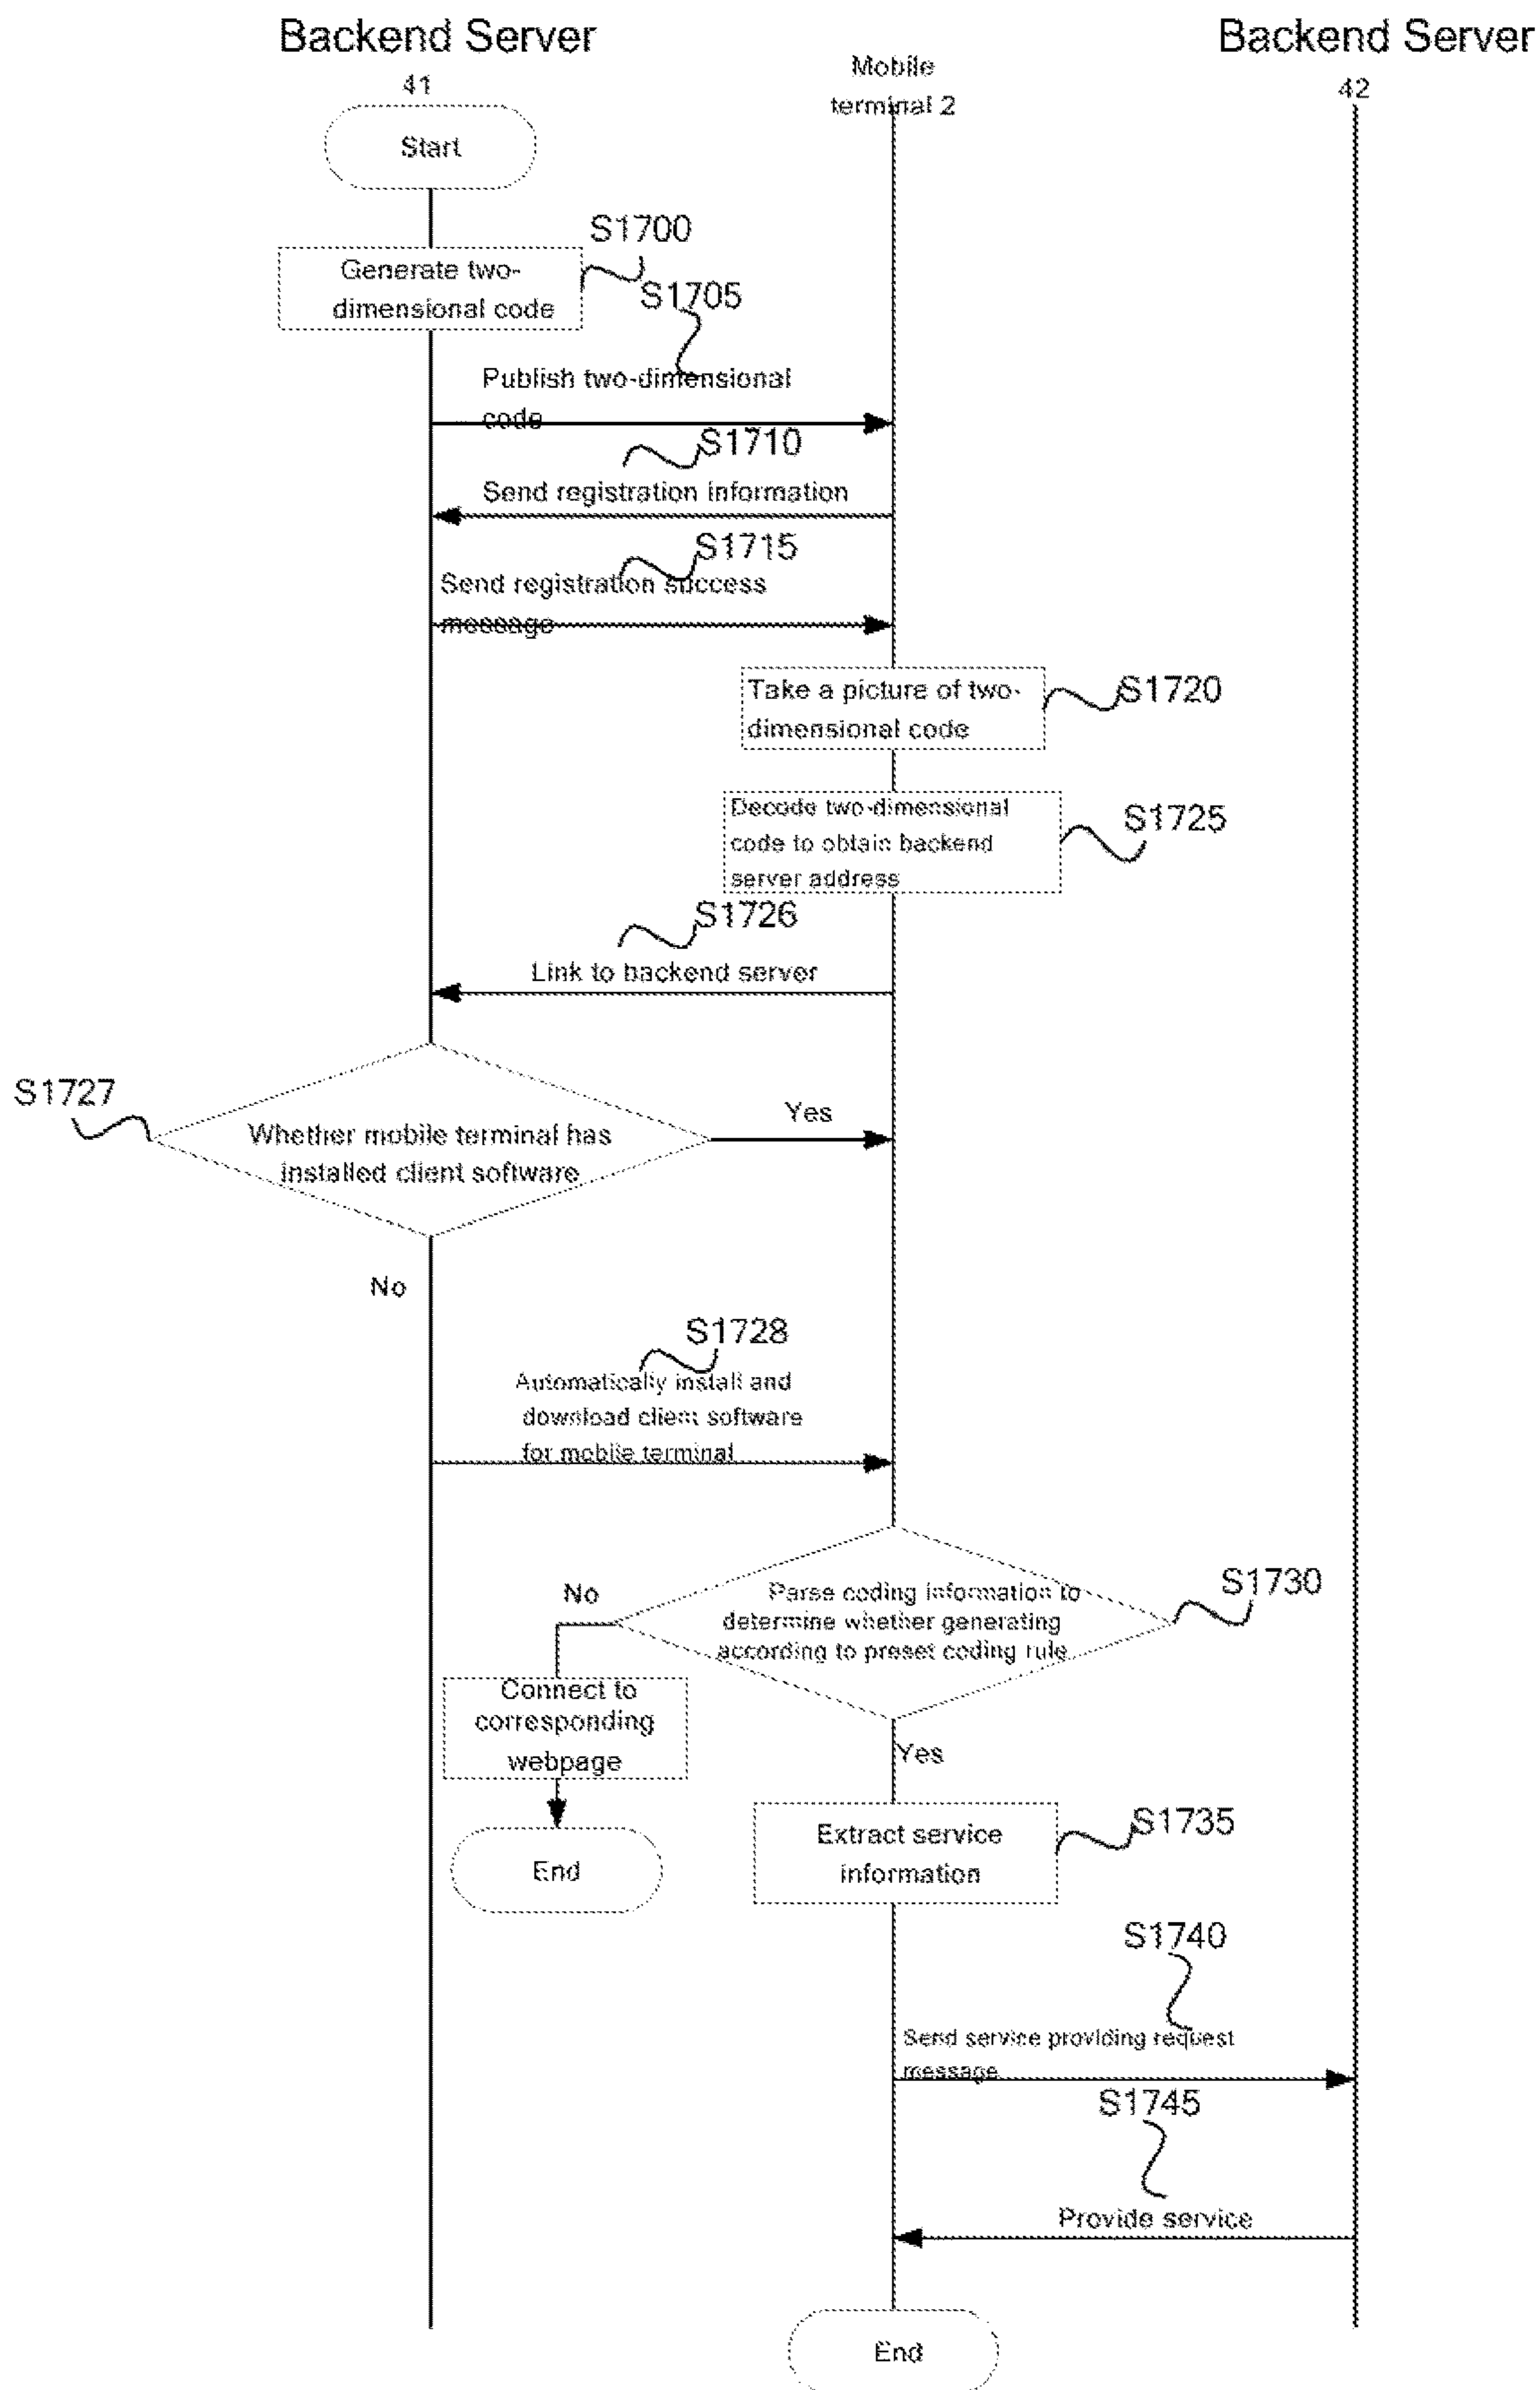 Backend Server
41
Mobile
terminal 2
Backend Server
42
Start
S1700
Generate two-
dimensional code
S1705
Publish two-dimensional
code
S1710
Send registration information
S1715
Send registration success
message
Take a picture of two-
dimensional code
S1720
Decode two-dimensional
code to obtain backend
server address
S1725
S1726
Link to backend server
S1727
Whether mobile terminal has
installed client software
Yes
No
S1728
Automatically install and
download client software
for mobile terminal
No
Parse coding information to
determine whether generating
according to preset coding rule
S1730
Connect to
corresponding
webpage
Yes
End
Extract service
information
S1735
S1740
Send service providing request
message
S1745
Provide service
End